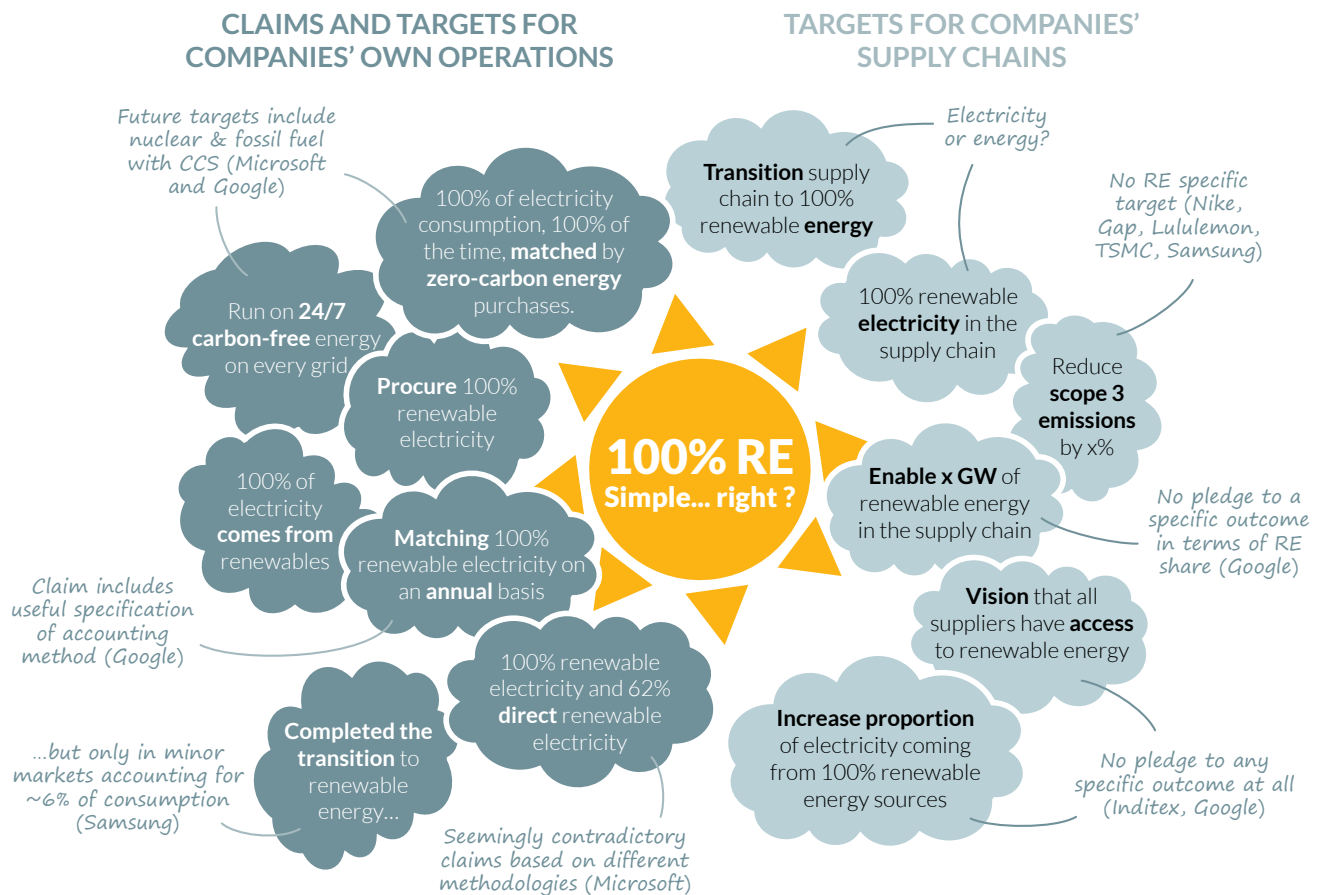 CLAIMS AND TARGETS FOR
COMPANIES’ OWN OPERATIONS
Future targets include
nuclear & fossil fuel
with CCS (Microsoft
and Google)
100% of electricity
consumption, 100% of
the time, matched by
zero-carbon energy
purchases.
Run on 24/7
carbon-free energy
on every grid
Procure 100%
renewable
electricity
100% of
electricity
comes from
renewables
Matching 100%
renewable electricity on
an annual basis
Claim includes
useful specification
of accounting
method (Google)
100% renewable
electricity and 62%
direct renewable
electricity
Completed the
transition to
renewable
energy…
…but only in minor
markets accounting for
~6% of consumption
(Samsung)
Seemingly contradictory
claims based on different
methodologies (Microsoft)
100% RE
Simple... right ?
TARGETS FOR COMPANIES’
SUPPLY CHAINS
Transition supply
chain to 100%
renewable energy
Electricity
or energy?
100% renewable
electricity in the
supply chain
No RE specific
target (Nike,
Gap, Lululemon,
TSMC, Samsung)
Reduce
scope 3
emissions
by x%
Enable x GW of
renewable energy
in the supply chain
No pledge to a
specific outcome
in terms of RE
share (Google)
Vision that all
suppliers have access
to renewable energy
Increase proportion
of electricity coming
from 100% renewable
energy sources
No pledge to any
specific outcome at all
(Inditex, Google)